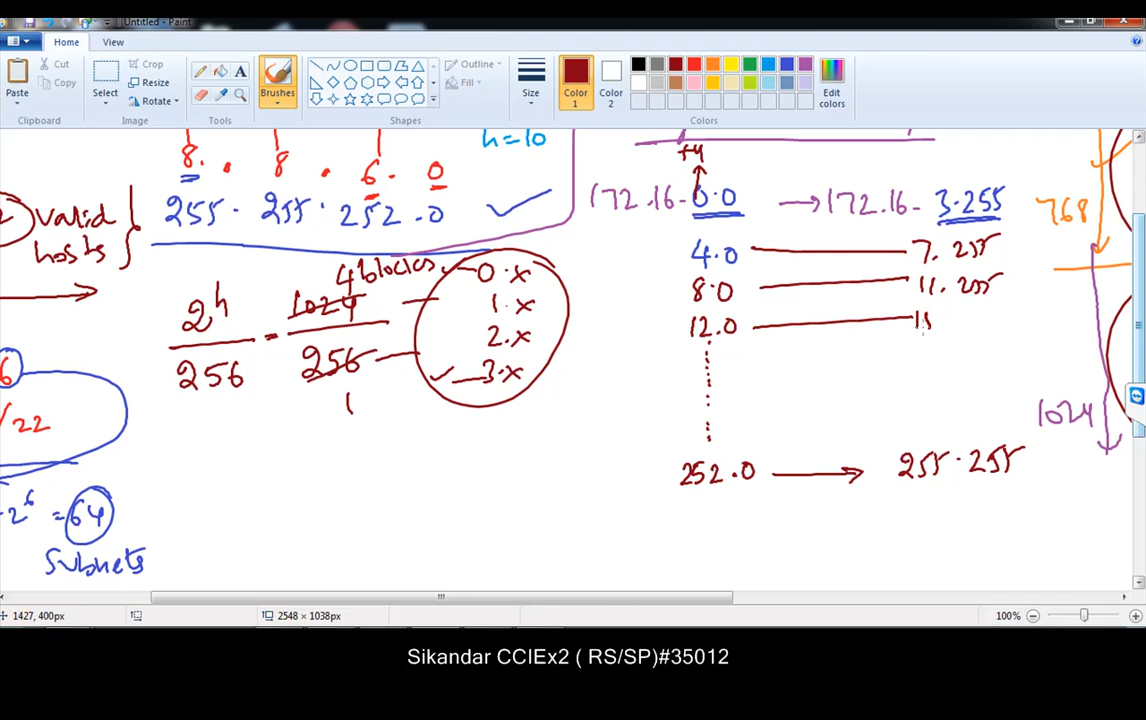 Untitled - Paint
Home View
Paste
Cut
Copy
Clipboard
Select
Crop
Resize
Rotate
Image
A
Tools
Brushes
Outline
Fill
Shapes
Size
Color 1
Color 2
Edit colors
Colors
8. . 8 . 6 . 0
255. 255. 252.0
h=10
valid
hosts
2^h / 256 = 1024 / 256
4 blocks
1
0.x
1.x
2.x
3.x
/22
2^6 = 64
Subnets
+4
172.16.0.0 → 172.16.3.255
4.0 7.255
8.0 11.255
12.0 1
252.0 → 255.255
768
1024
1427, 400px
2548 × 1038px
100%
Sikandar CCIEx2 ( RS/SP)#35012